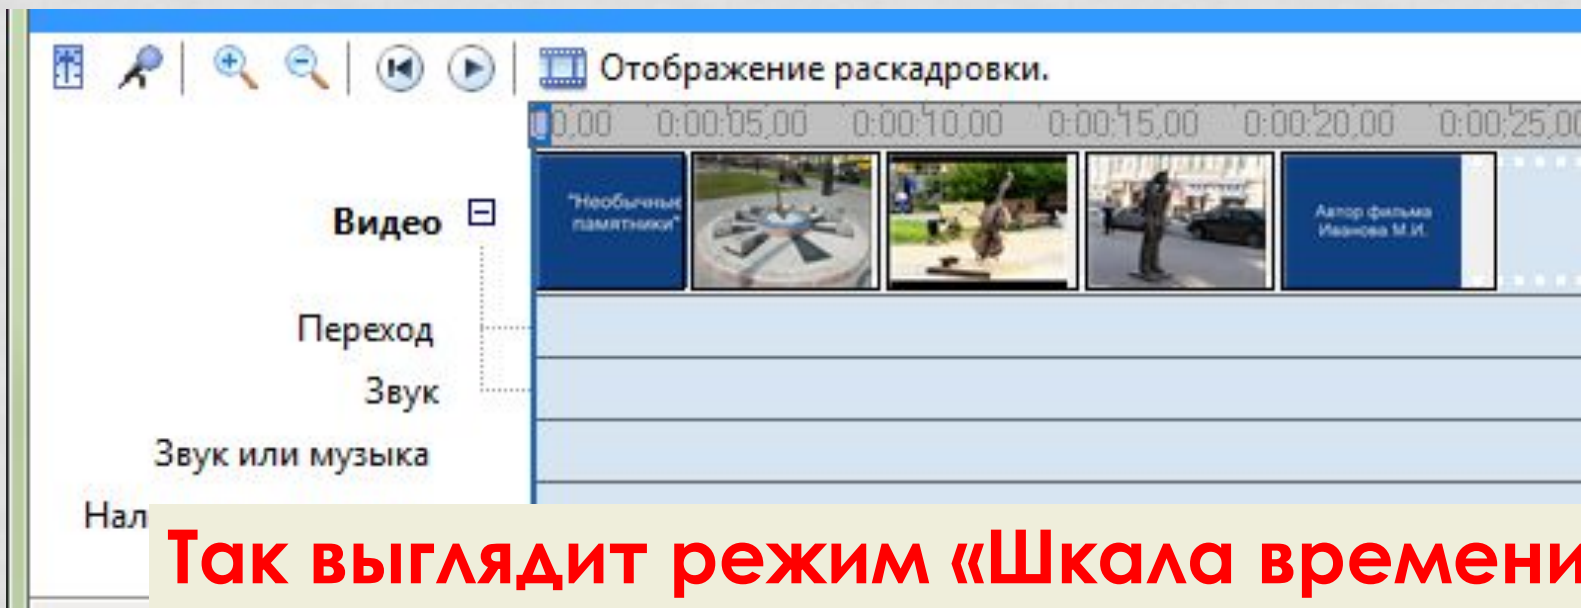 Отображение раскадровки.
0,00 0:00:05,00 0:00:10,00 0:00:15,00 0:00:20,00 0:00:25,00
Видео
"Необычные
памятники"
Автор фильма
Иванова М.И.
Переход
Звук
Звук или музыка
Нал
Так выглядит режим «Шкала времени